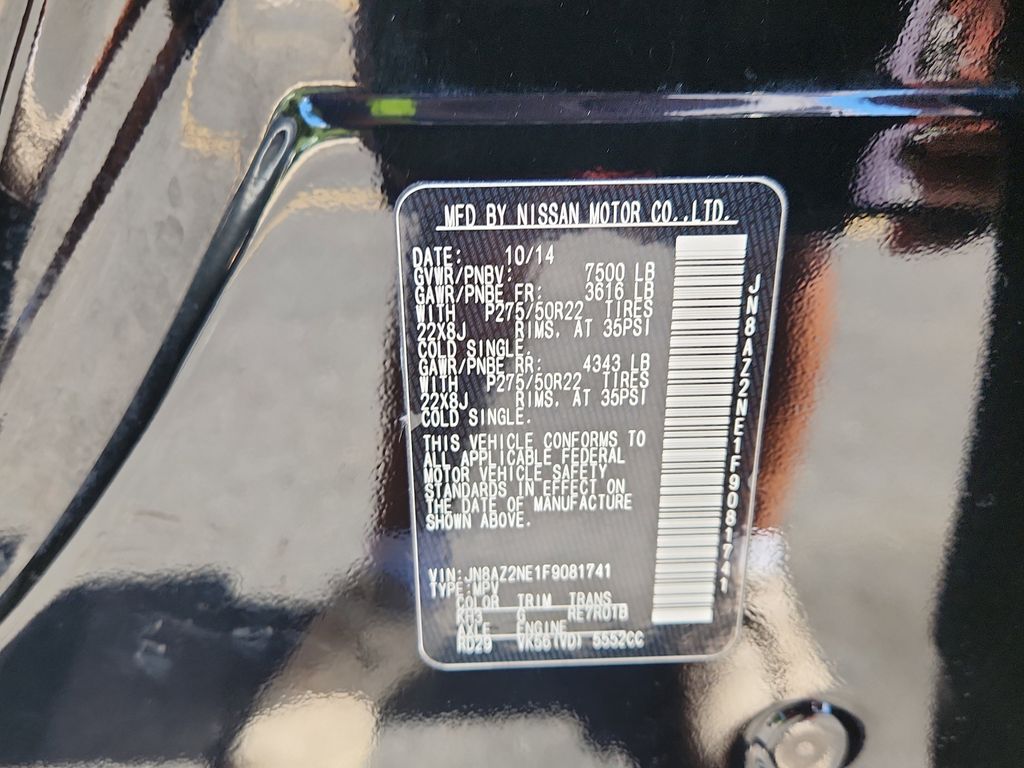 MFD BY NISSAN MOTOR CO.,LTD.
DATE: 10/14
GVWR/PNBV: 7500 LB
GAWR/PNBE FR: 3616 LB
WITH P275/50R22 TIRES
22X8J RIMS, AT 35PSI
COLD SINGLE.
GAWR/PNBE RR: 4343 LB
WITH P275/50R22 TIRES
22X8J RIMS, AT 35PSI
COLD SINGLE.
THIS VEHICLE CONFORMS TO
ALL APPLICABLE FEDERAL
MOTOR VEHICLE SAFETY
STANDARDS IN EFFECT ON
THE DATE OF MANUFACTURE
SHOWN ABOVE.
VIN:JN8AZ2NE1F9081741
TYPE:MPV
COLOR TRIM TRANS
KH3 G RE7R01B
AXLE ENGINE
RD29 VK56(VD) 5552CC
JN8AZ2NE1F9081741